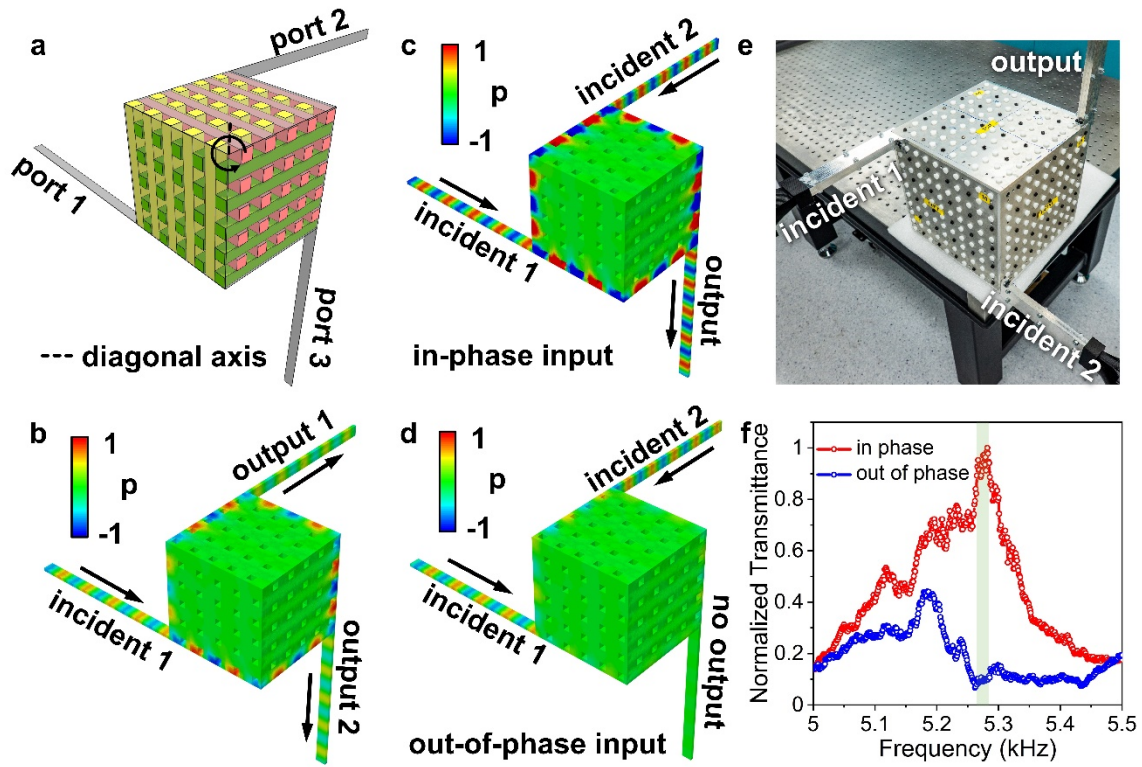 a
port 2
port 1
port 3
--- diagonal axis
c
1
p
-1
incident 2
incident 1
output
in-phase input
e
output
incident 1
incident 2
b
1
p
-1
output 1
incident 1
output 2
d
1
p
-1
incident 2
incident 1
no output
out-of-phase input
f
in phase
out of phase
Normalized Transmittance
1
0.8
0.6
0.4
0.2
0
5
5.1
5.2
5.3
5.4
5.5
Frequency (kHz)